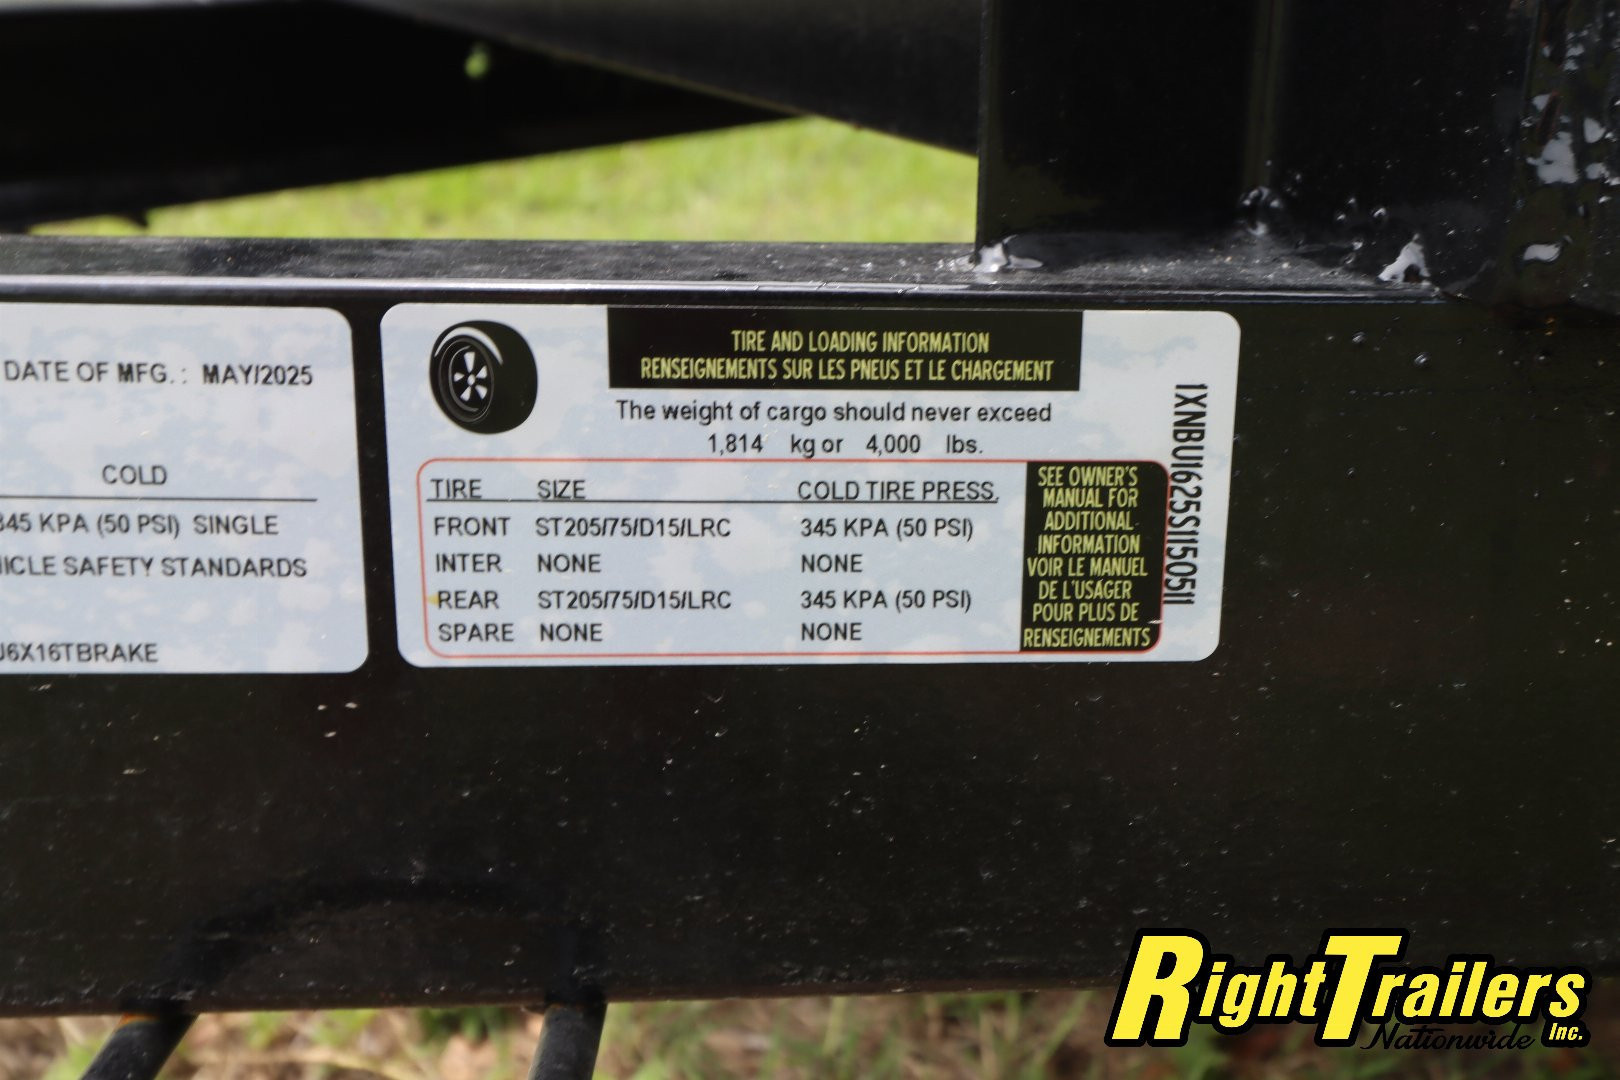 DATE OF MFG.: MAY/2025
COLD
345 KPA (50 PSI) SINGLE
SAFETY STANDARDS
6X16TBRAKE
TIRE AND LOADING INFORMATION
RENSEIGNEMENTS SUR LES PNEUS ET LE CHARGEMENT
The weight of cargo should never exceed
1,814 kg or 4,000 lbs.
TIRE SIZE COLD TIRE PRESS.
FRONT ST205/75/D15/LRC 345 KPA (50 PSI)
INTER NONE NONE
REAR ST205/75/D15/LRC 345 KPA (50 PSI)
SPARE NONE NONE
SEE OWNER'S
MANUAL FOR
ADDITIONAL
INFORMATION
VOIR LE MANUEL
DE L'USAGER
POUR PLUS DE
RENSEIGNEMENTS
1XNBU1625S1150511
RightTrailers
Nationwide Inc.